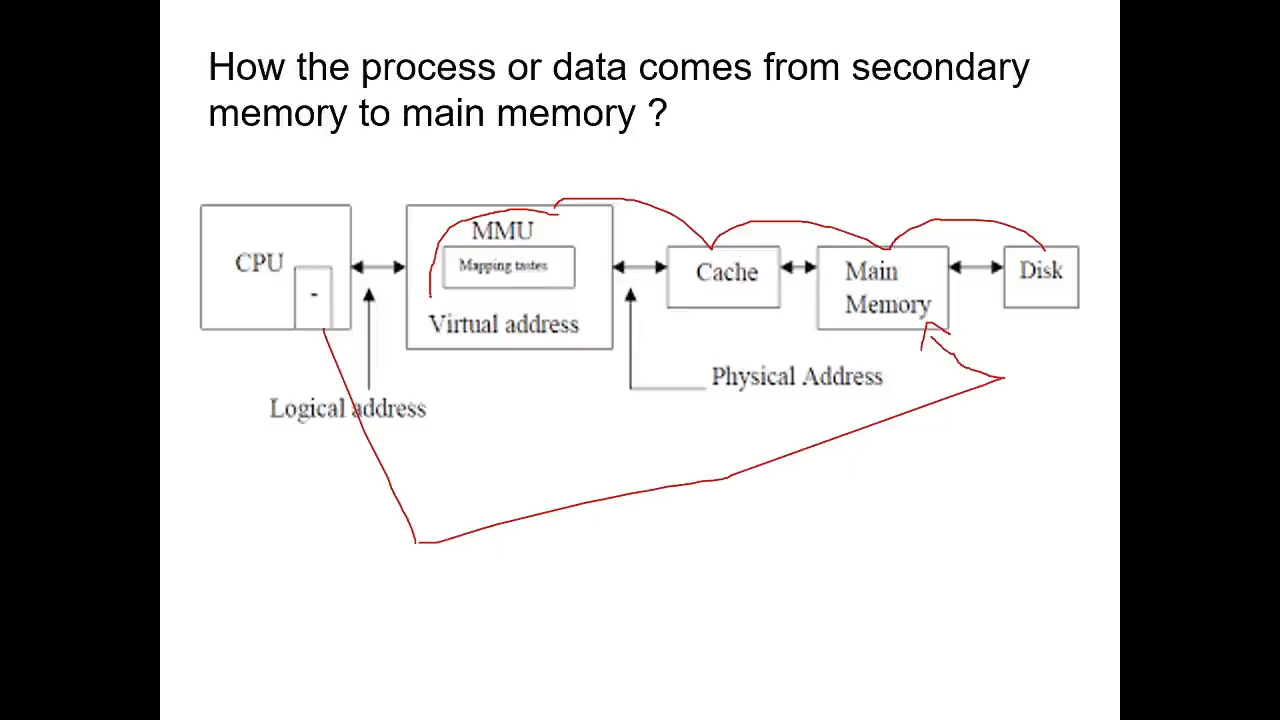 How the process or data comes from secondary
memory to main memory ?
MMU
CPU
Mapping tastes
Cache
Main
Memory
Disk
-
Virtual address
Physical Address
Logical address